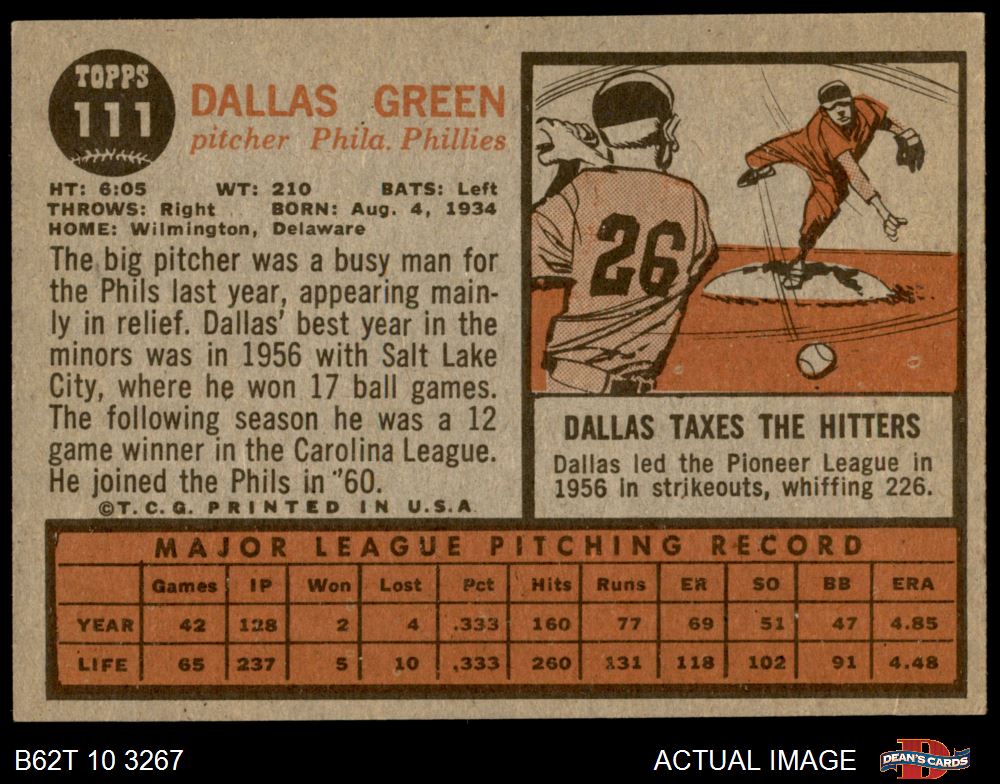 TOPPS
111
DALLAS GREEN
pitcher Phila. Phillies
HT: 6:05 WT: 210 BATS: Left
THROWS: Right BORN: Aug. 4, 1934
HOME: Wilmington, Delaware
The big pitcher was a busy man for
the Phils last year, appearing main-
ly in relief. Dallas' best year in the
minors was in 1956 with Salt Lake
City, where he won 17 ball games.
The following season he was a 12
game winner in the Carolina League.
He joined the Phils in "60.
©T.C.G. PRINTED IN U.S.A
26
DALLAS TAXES THE HITTERS
Dallas led the Pioneer League in
1956 in strikeouts, whiffing 226.
MAJOR LEAGUE PITCHING RECORD
Games IP Won Lost Pct Hits Runs ER SO BB ERA
YEAR 42 128 2 4 .333 160 77 69 51 47 4.85
LIFE 65 237 5 10 .333 260 131 118 102 91 4.48
B62T 10 3267 ACTUAL IMAGE
D
DEAN'S CARDS